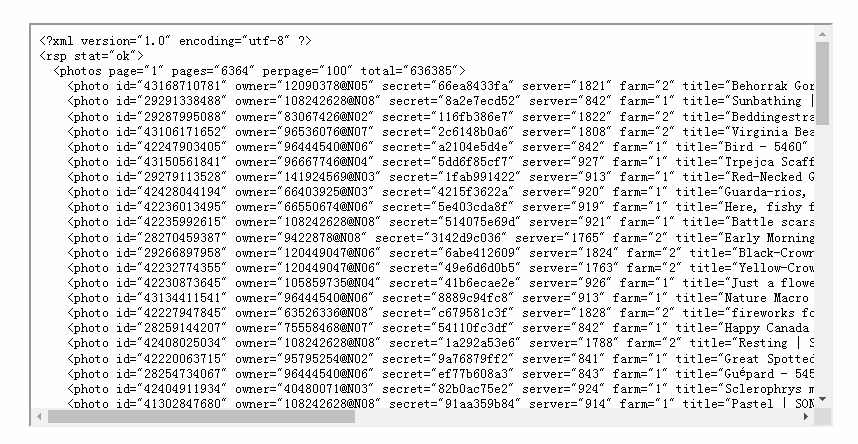 <?xml version="1.0" encoding="utf-8" ?>
<rsp stat="ok">
<photos page="1" pages="6364" perpage="100" total="636385">
<photo id="43168710781" owner="12090378@N05" secret="66ea8433fa" server="1821" farm="2" title="Behorrak Gor
<photo id="29291338488" owner="108242628@N08" secret="8a2e7ecd52" server="842" farm="1" title="Sunbathing |
<photo id="29287995088" owner="83067426@N02" secret="116fb386e7" server="1822" farm="2" title="Beddingestra
<photo id="43106171652" owner="96536076@N07" secret="2c6148b0a6" server="1808" farm="2" title="Virginia Bea
<photo id="42247903405" owner="96444540@N06" secret="a2104e5d4e" server="842" farm="1" title="Bird - 5460"
<photo id="43150561841" owner="96667746@N04" secret="5dd6f85cf7" server="927" farm="1" title="Trpejca Scaff
<photo id="29279113528" owner="141924569@N03" secret="1fab991422" server="913" farm="1" title="Red-Necked G
<photo id="42428044194" owner="66403925@N03" secret="4215f3622a" server="920" farm="1" title="Guarda-rios,
<photo id="42236013495" owner="66550674@N06" secret="5e403cda8f" server="919" farm="1" title="Here, fishy f
<photo id="42235992615" owner="108242628@N08" secret="514075e69d" server="921" farm="1" title="Battle scars
<photo id="28270459387" owner="9422878@N08" secret="3142d9c036" server="1765" farm="2" title="Early Morning
<photo id="29266897958" owner="120449047@N06" secret="6abe412609" server="1824" farm="2" title="Black-Crown
<photo id="42232774355" owner="120449047@N06" secret="49e6d6d0b5" server="1763" farm="2" title="Yellow-Crow
<photo id="42230873645" owner="105859735@N04" secret="41b6ecae2e" server="926" farm="1" title="Just a flowe
<photo id="43134411541" owner="96444540@N06" secret="8889c94fc8" server="913" farm="1" title="Nature Macro
<photo id="42227947845" owner="63526336@N08" secret="c679581c3f" server="1828" farm="2" title="fireworks fo
<photo id="28259144207" owner="75558468@N07" secret="54110fc3df" server="842" farm="1" title="Happy Canada
<photo id="42408025034" owner="108242628@N08" secret="1a292a53e6" server="1788" farm="2" title="Resting | S
<photo id="42220063715" owner="95795254@N02" secret="9a76879ff2" server="841" farm="1" title="Great Spotted
<photo id="28254734067" owner="96444540@N06" secret="ef77b608a3" server="843" farm="1" title="Guépard - 545
<photo id="42404911934" owner="40480071@N03" secret="82b0ac75e2" server="924" farm="1" title="Sclerophrys m
<photo id="41302847680" owner="108242628@N08" secret="91aa359b84" server="914" farm="1" title="Pastel | SON